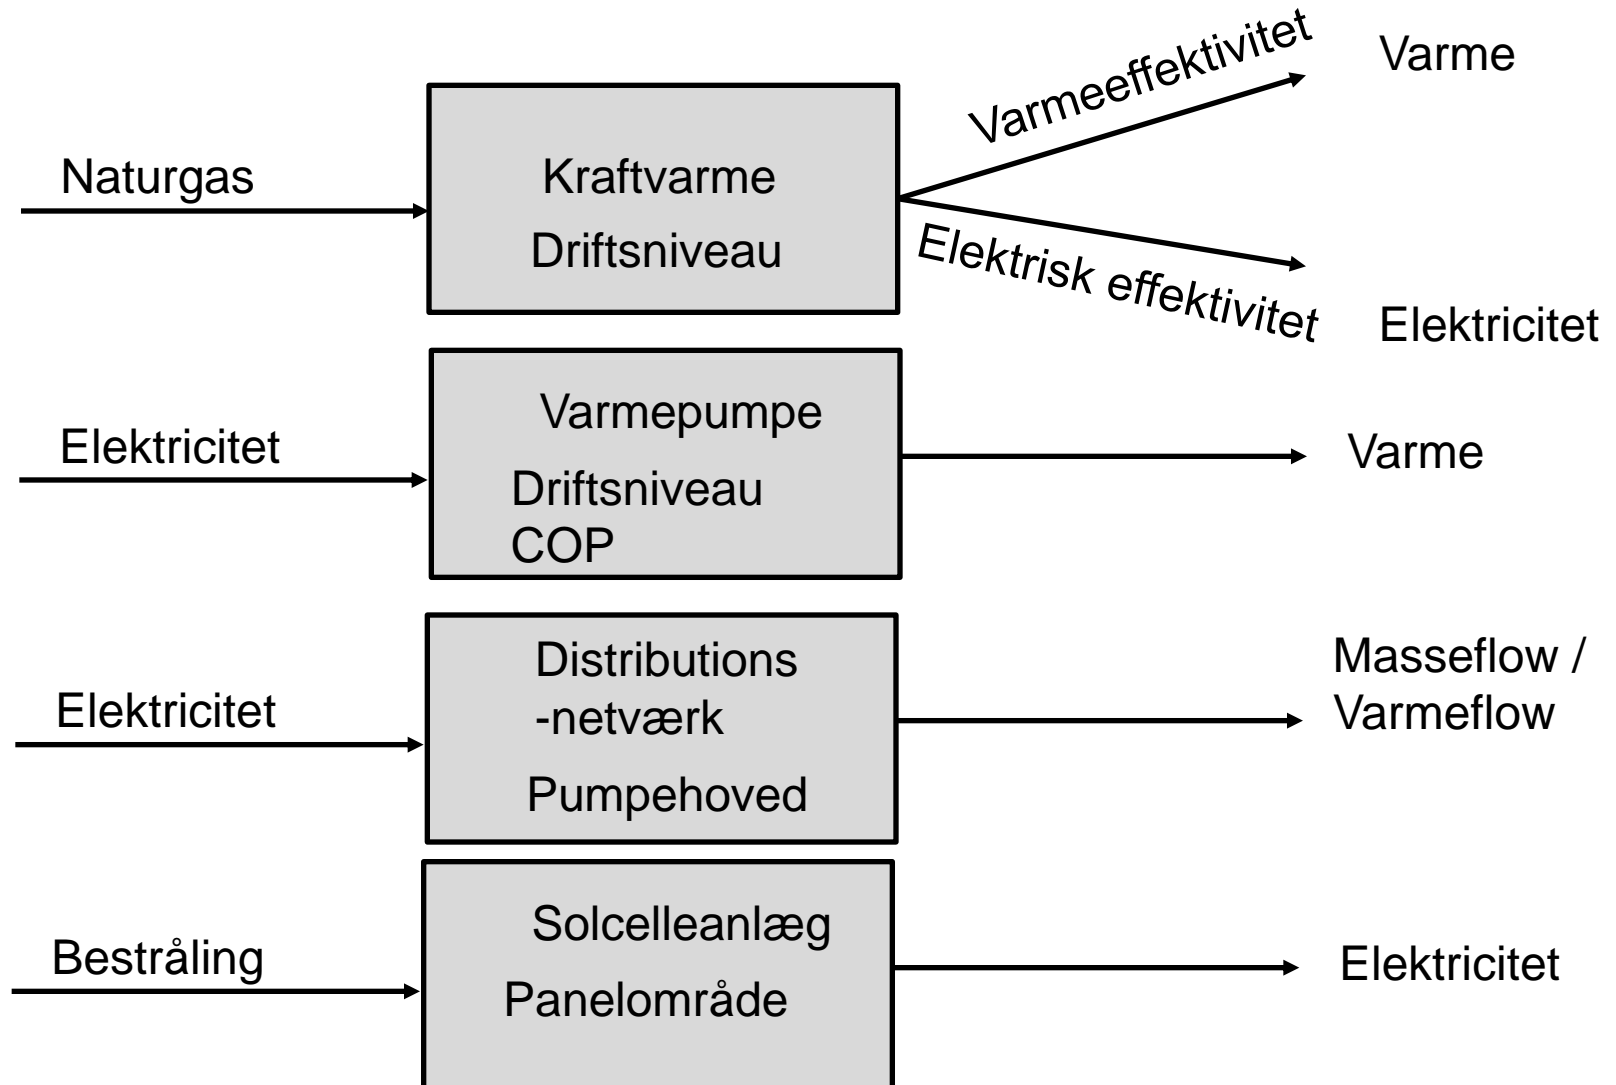 Naturgas
Kraftvarme
Driftsniveau
Varmeeffektivitet
Varme
Elektrisk effektivitet
Elektricitet
Elektricitet
Varmepumpe
Driftsniveau
COP
Varme
Elektricitet
Distributions
-netværk
Pumpehoved
Masseflow /
Varmeflow
Bestråling
Solcelleanlæg
Panelområde
Elektricitet